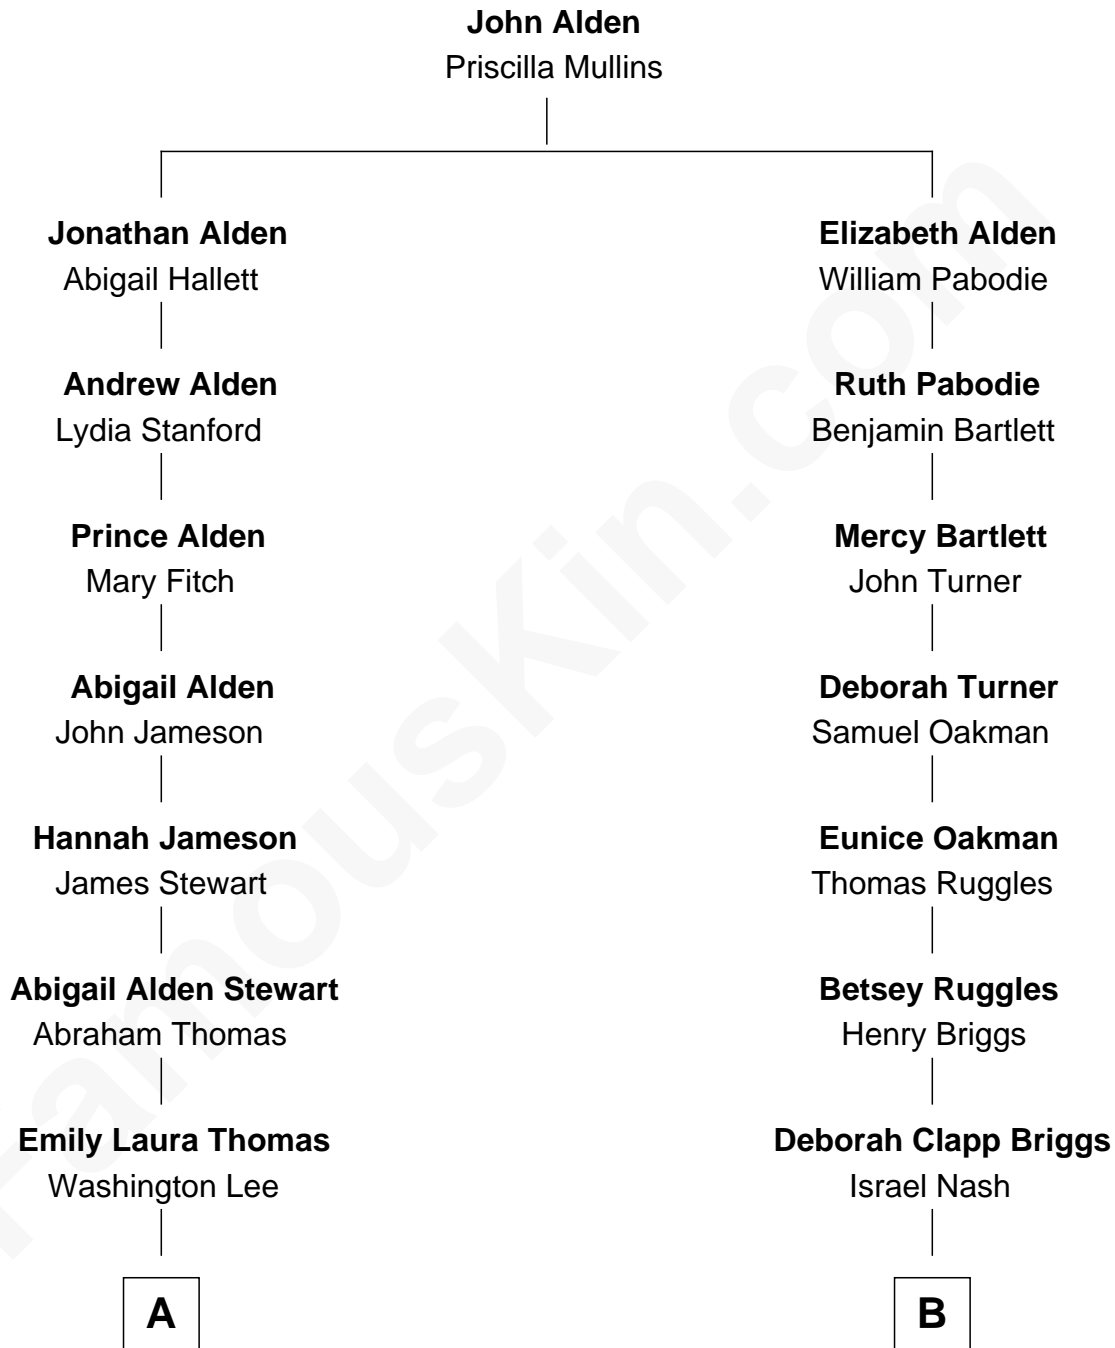 John Alden
Priscilla Mullins
Jonathan Alden
Abigail Hallett
Elizabeth Alden
William Pabodie
Andrew Alden
Lydia Stanford
Ruth Pabodie
Benjamin Bartlett
Prince Alden
Mary Fitch
Mercy Bartlett
John Turner
Abigail Alden
John Jameson
Deborah Turner
Samuel Oakman
Hannah Jameson
James Stewart
Eunice Oakman
Thomas Ruggles
Abigail Alden Stewart
Abraham Thomas
Betsey Ruggles
Henry Briggs
Emily Laura Thomas
Washington Lee
Deborah Clapp Briggs
Israel Nash
A
B
FamousKin.com